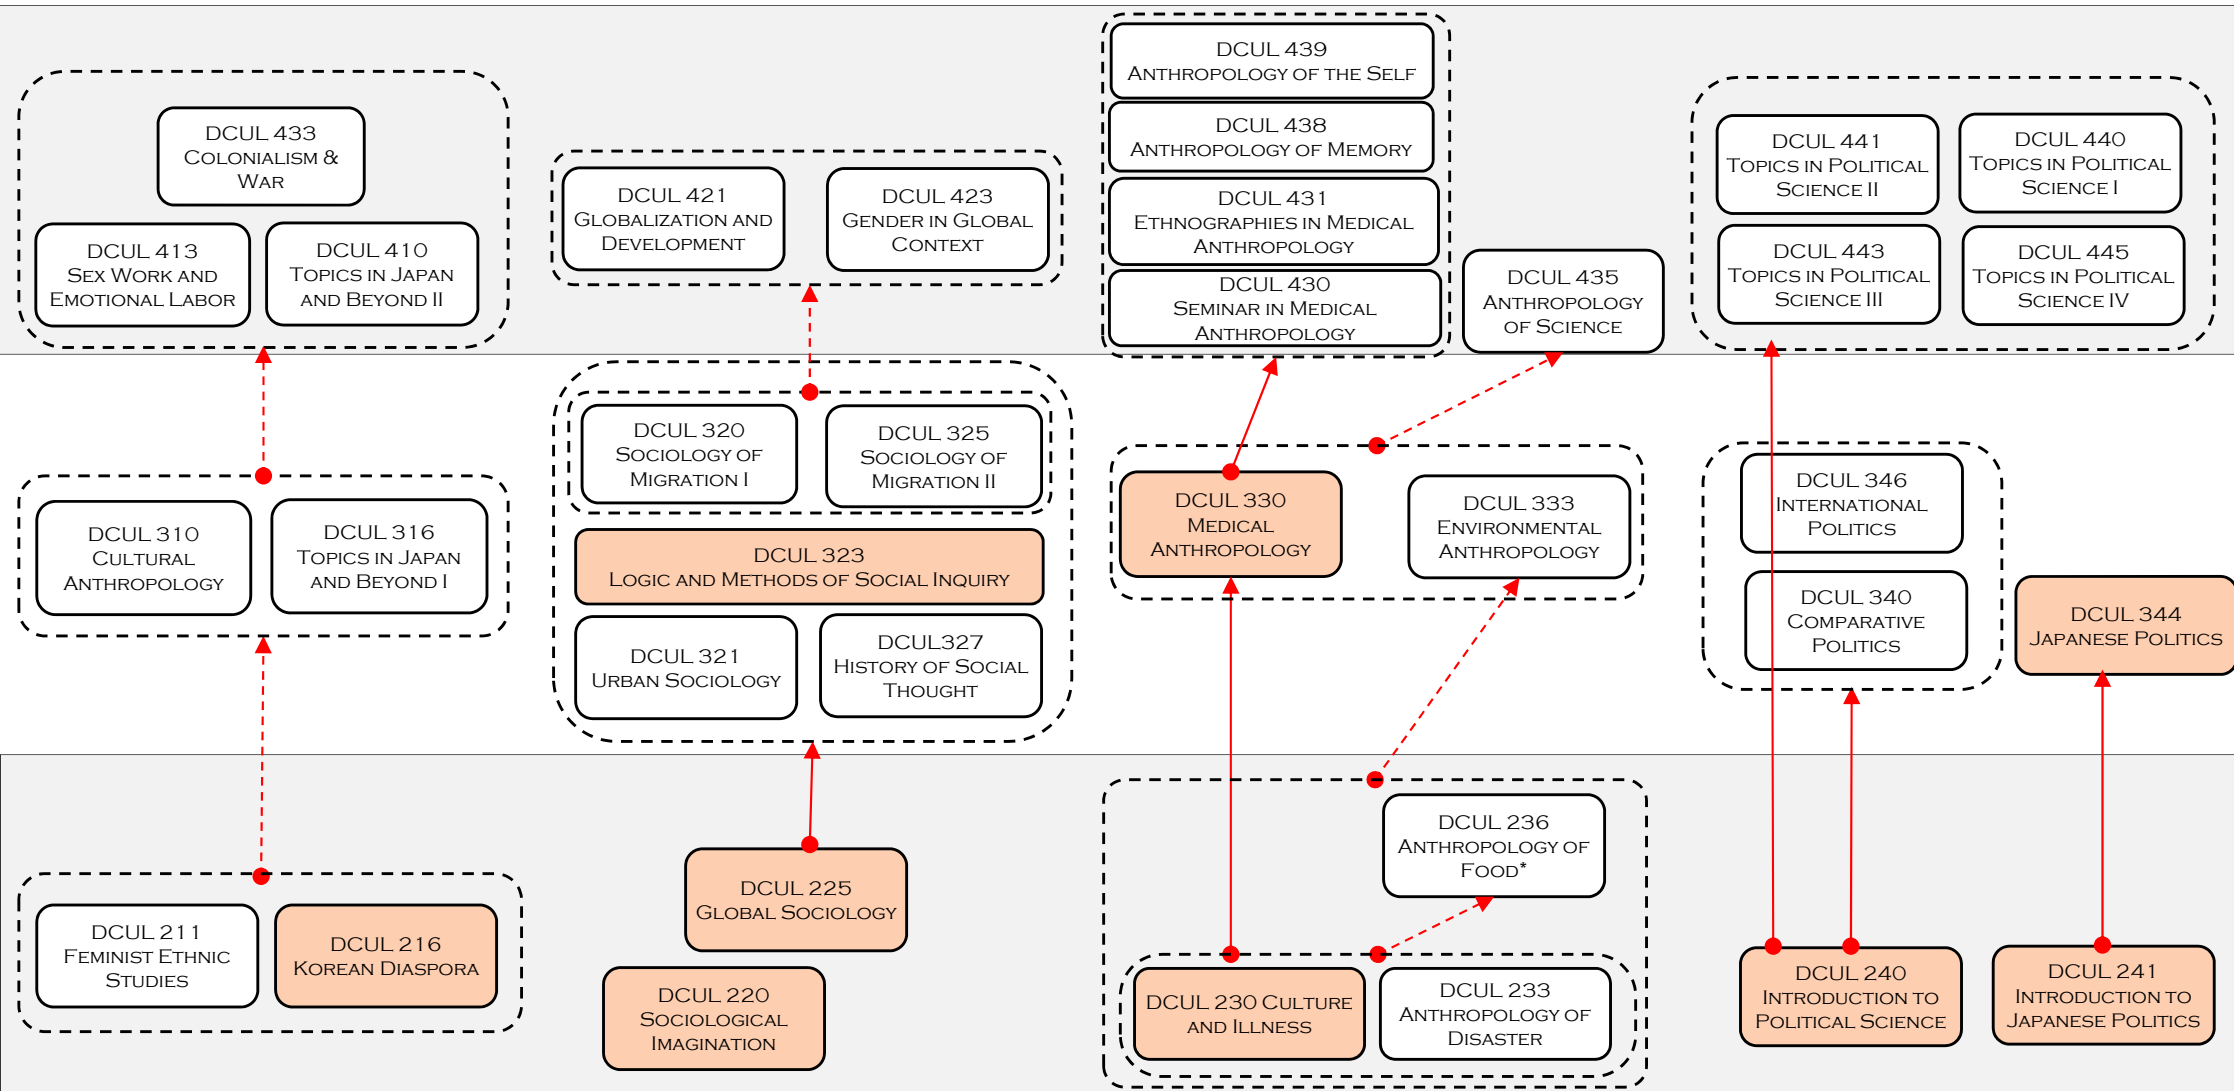 DCUL 433
COLONIALISM &
WAR
DCUL 413
SEX WORK AND
EMOTIONAL LABOR
DCUL 410
TOPICS IN JAPAN
AND BEYOND II
DCUL 421
GLOBALIZATION AND
DEVELOPMENT
DCUL 423
GENDER IN GLOBAL
CONTEXT
DCUL 439
ANTHROPOLOGY OF THE SELF
DCUL 438
ANTHROPOLOGY OF MEMORY
DCUL 431
ETHNOGRAPHIES IN MEDICAL
ANTHROPOLOGY
DCUL 430
SEMINAR IN MEDICAL
ANTHROPOLOGY
DCUL 435
ANTHROPOLOGY
OF SCIENCE
DCUL 441
TOPICS IN POLITICAL
SCIENCE II
DCUL 440
TOPICS IN POLITICAL
SCIENCE I
DCUL 443
TOPICS IN POLITICAL
SCIENCE III
DCUL 445
TOPICS IN POLITICAL
SCIENCE IV
DCUL 310
CULTURAL
ANTHROPOLOGY
DCUL 316
TOPICS IN JAPAN
AND BEYOND I
DCUL 320
SOCIOLOGY OF
MIGRATION I
DCUL 325
SOCIOLOGY OF
MIGRATION II
DCUL 323
LOGIC AND METHODS OF SOCIAL INQUIRY
DCUL 321
URBAN SOCIOLOGY
DCUL327
HISTORY OF SOCIAL
THOUGHT
DCUL 330
MEDICAL
ANTHROPOLOGY
DCUL 333
ENVIRONMENTAL
ANTHROPOLOGY
DCUL 346
INTERNATIONAL
POLITICS
DCUL 340
COMPARATIVE
POLITICS
DCUL 344
JAPANESE POLITICS
DCUL 211
FEMINIST ETHNIC
STUDIES
DCUL 216
KOREAN DIASPORA
DCUL 225
GLOBAL SOCIOLOGY
DCUL 220
SOCIOLOGICAL
IMAGINATION
DCUL 236
ANTHROPOLOGY OF
FOOD*
DCUL 230 CULTURE
AND ILLNESS
DCUL 233
ANTHROPOLOGY OF
DISASTER
DCUL 240
INTRODUCTION TO
POLITICAL SCIENCE
DCUL 241
INTRODUCTION TO
JAPANESE POLITICS